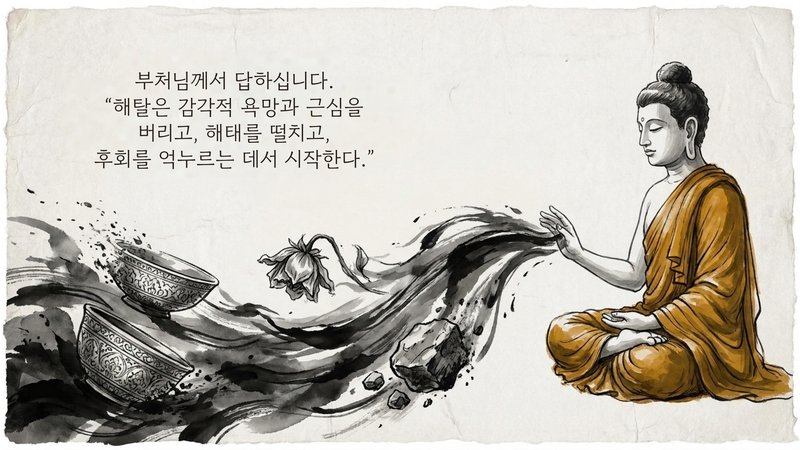 부처님께서 답하십니다.
“해탈은 감각적 욕망과 근심을
버리고, 해태를 떨치고,
후회를 억누르는 데서 시작한다.”